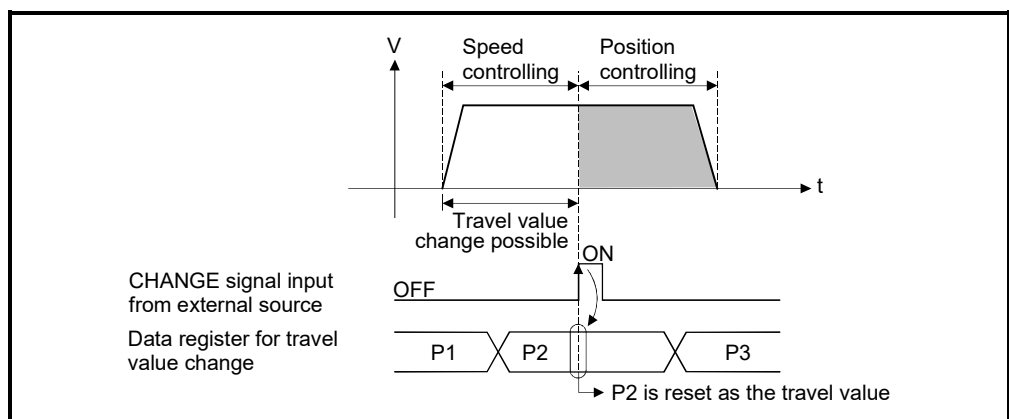 V
Speed
controlling
Position
controlling
t
Travel value
change possible
ON
CHANGE signal input
from external source
OFF
Data register for travel
value change
P1
P2
P3
P2 is reset as the travel value